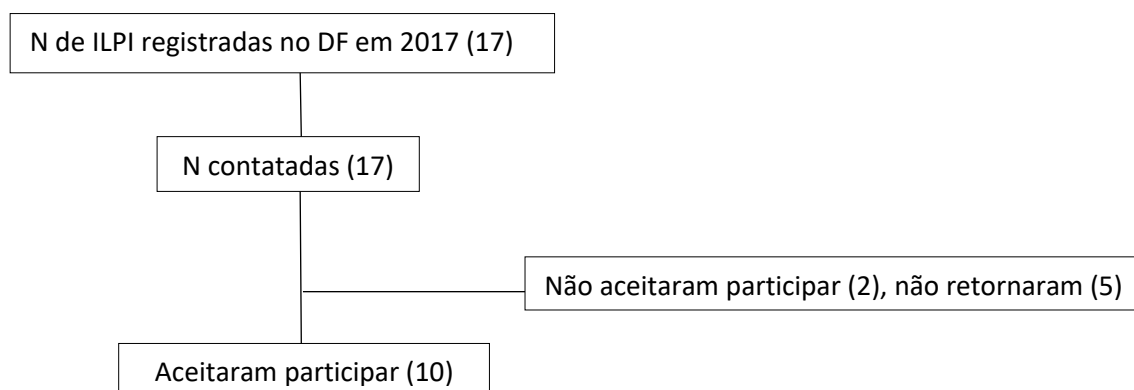 N de ILPI registradas no DF em 2017 (17)
N contatadas (17)
Não aceitaram participar (2), não retornaram (5)
Aceitaram participar (10)